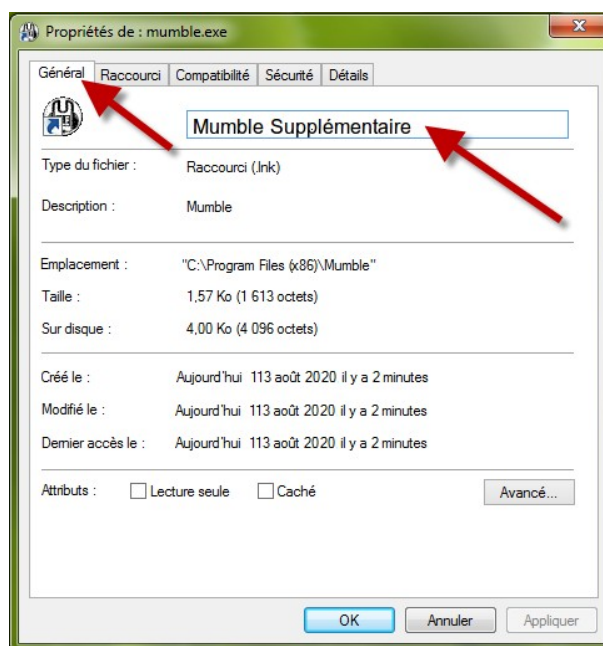 Propriétés de : mumble.exe
Général Raccourci Compatibilité Sécurité Détails
Mumble Supplémentaire
Type du fichier : Raccourci (.lnk)
Description : Mumble
Emplacement : "C:\Program Files (x86)\Mumble"
Taille : 1,57 Ko (1 613 octets)
Sur disque : 4,00 Ko (4 096 octets)
Créé le : Aujourd'hui 113 août 2020 il y a 2 minutes
Modifié le : Aujourd'hui 113 août 2020 il y a 2 minutes
Dernier accès le : Aujourd'hui 113 août 2020 il y a 2 minutes
Attributs : Lecture seule Caché Avancé...
OK Annuler Appliquer